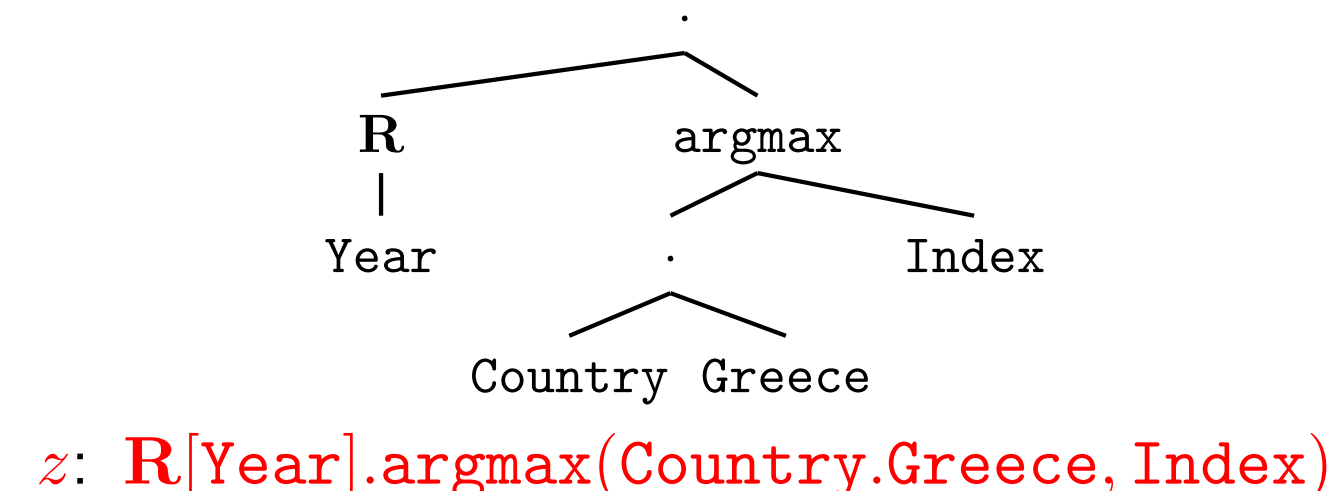 .
R argmax
Year . Index
Country Greece
z: R[Year].argmax(Country.Greece, Index)